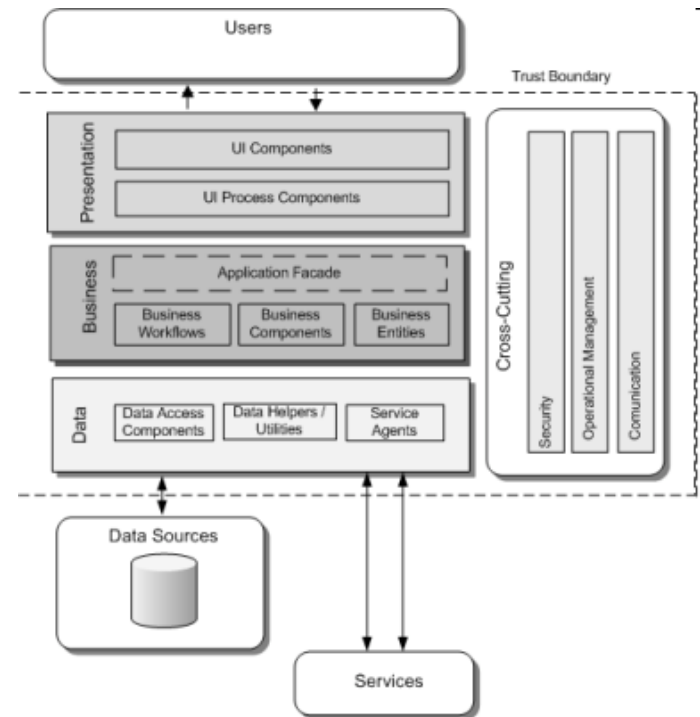 Users
Trust Boundary
Presentation
UI Components
UI Process Components
Business
Application Facade
Business
Workflows
Business
Components
Business
Entities
Data
Data Access
Components
Data Helpers /
Utilities
Service
Agents
Cross-Cutting
Security
Operational Management
Comunication
Data Sources
Services